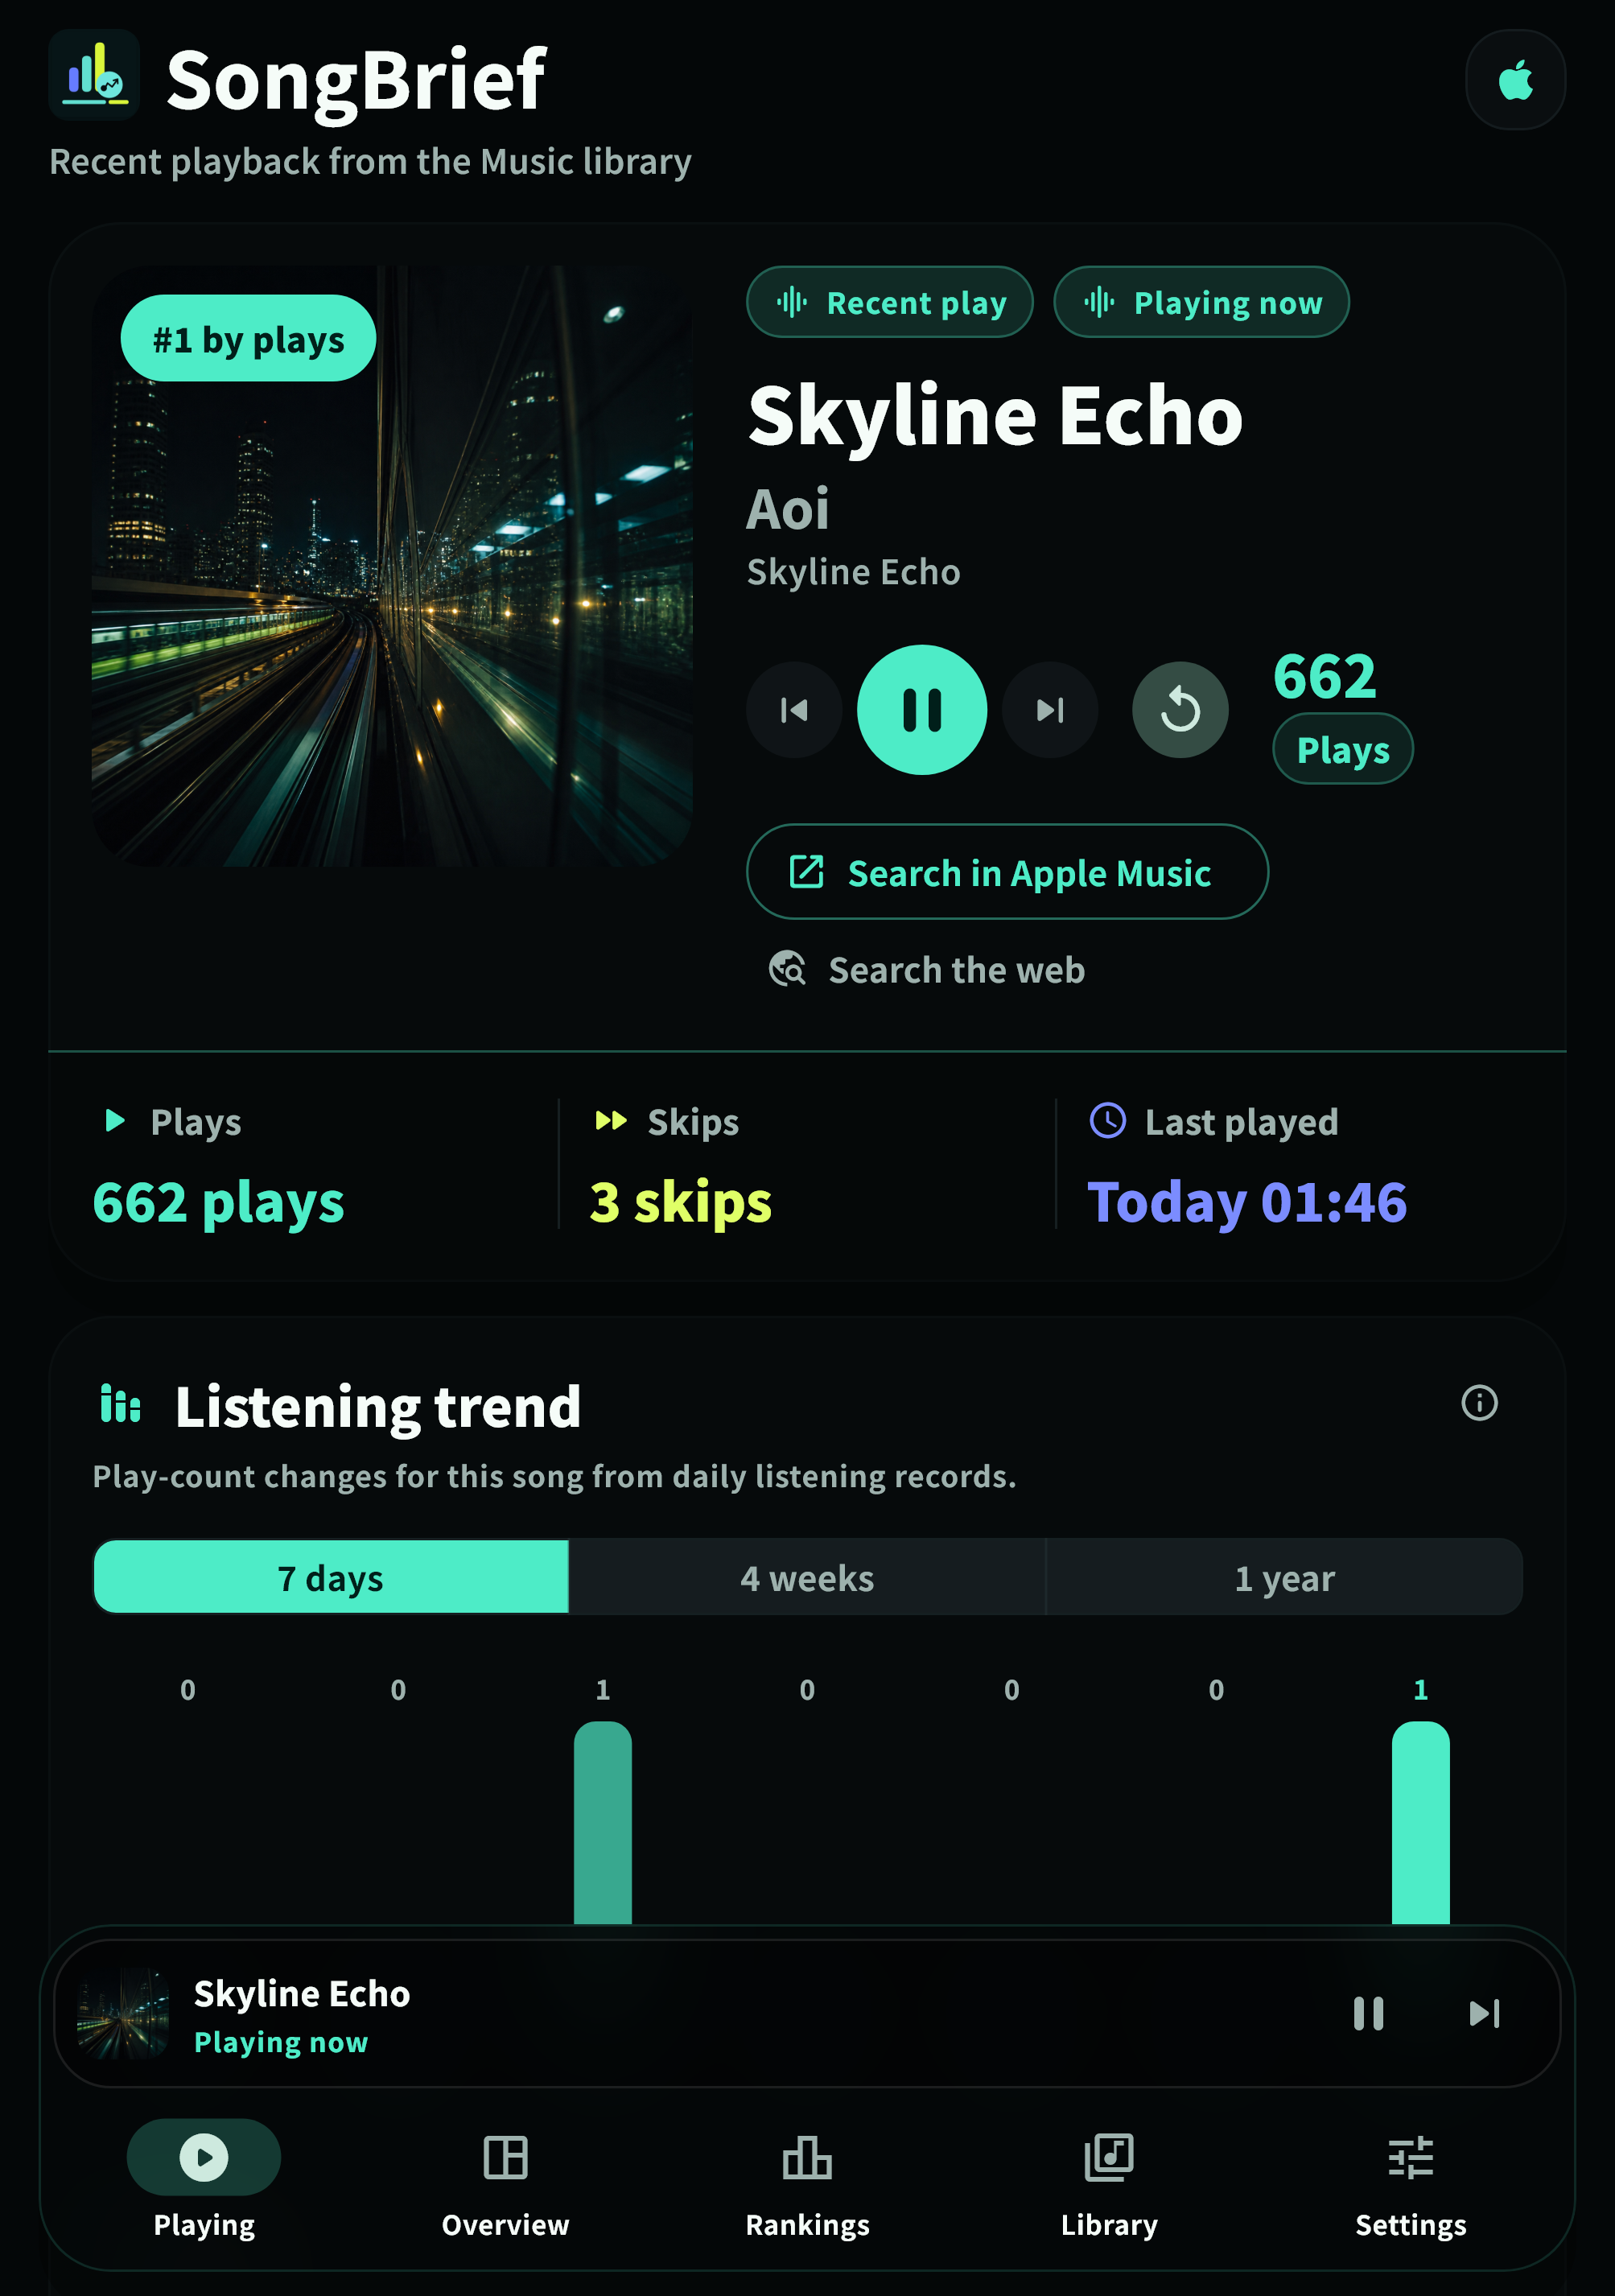 SongBrief
Recent playback from the Music library
#1 by plays
Recent play
Playing now
Skyline Echo
Aoi
Skyline Echo
662
Plays
Search in Apple Music
Search the web
Plays
662 plays
Skips
3 skips
Last played
Today 01:46
Listening trend
Play-count changes for this song from daily listening records.
7 days
4 weeks
1 year
0
0
1
0
0
0
1
Skyline Echo
Playing now
Playing
Overview
Rankings
Library
Settings